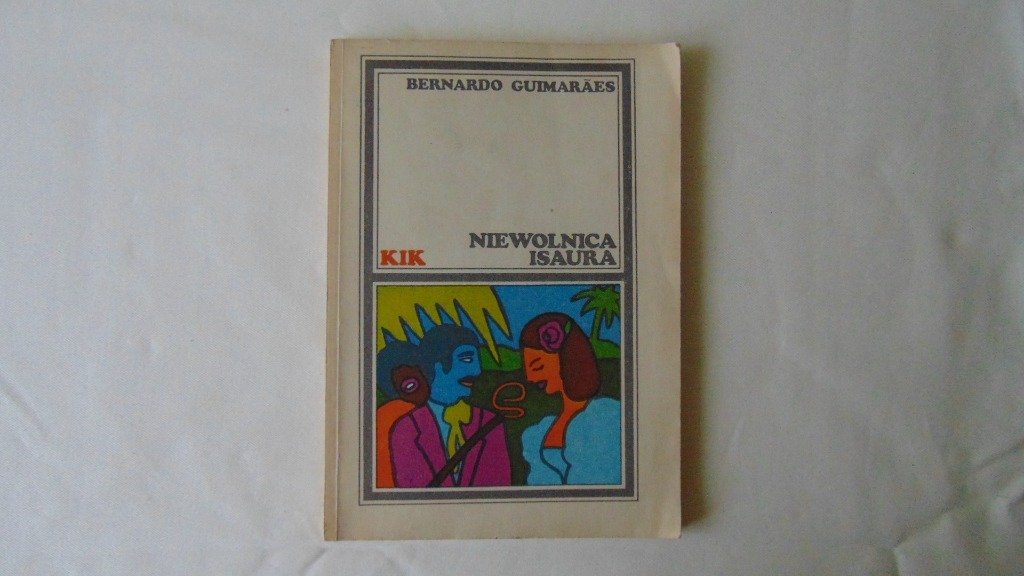 BERNARDO GUIMARÃES
NIEWOLNICA
KIK ISAURA